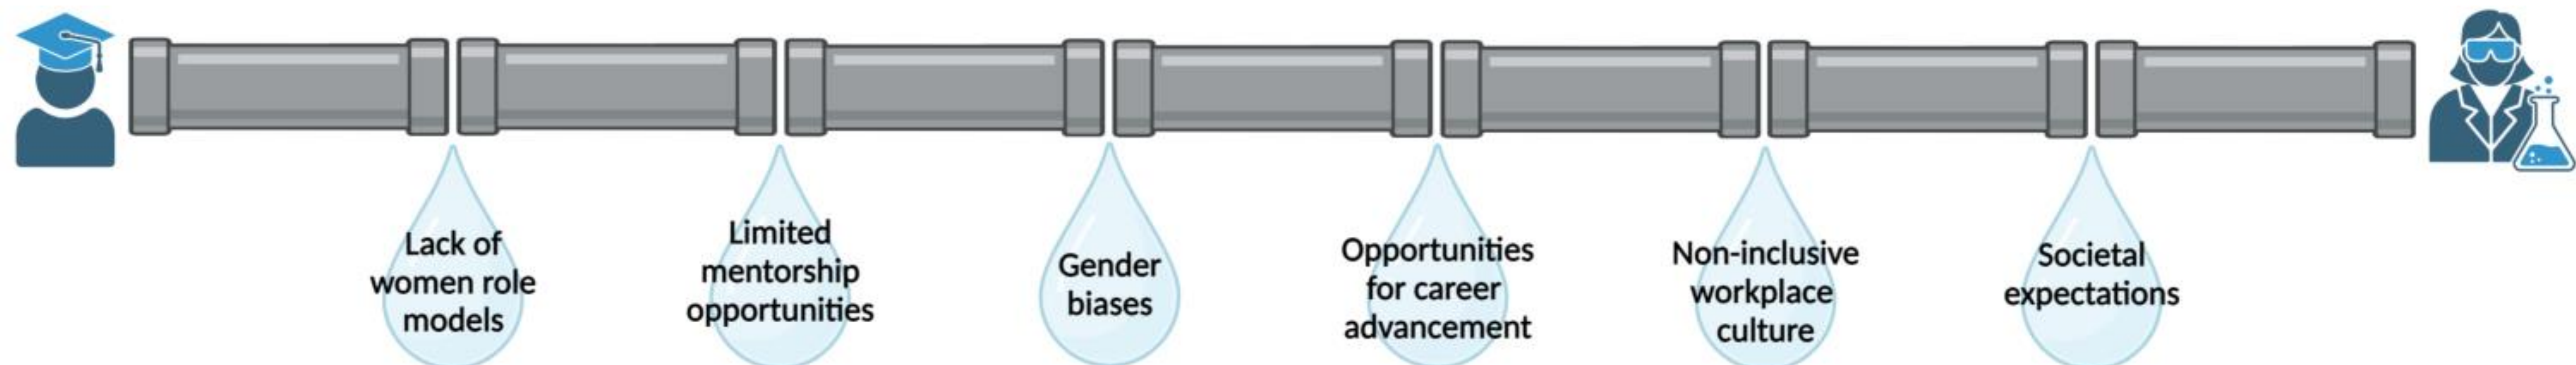 Lack of
women role
models
Limited
mentorship
opportunities
Gender
biases
Opportunities
for career
advancement
Non-inclusive
workplace
culture
Societal
expectations